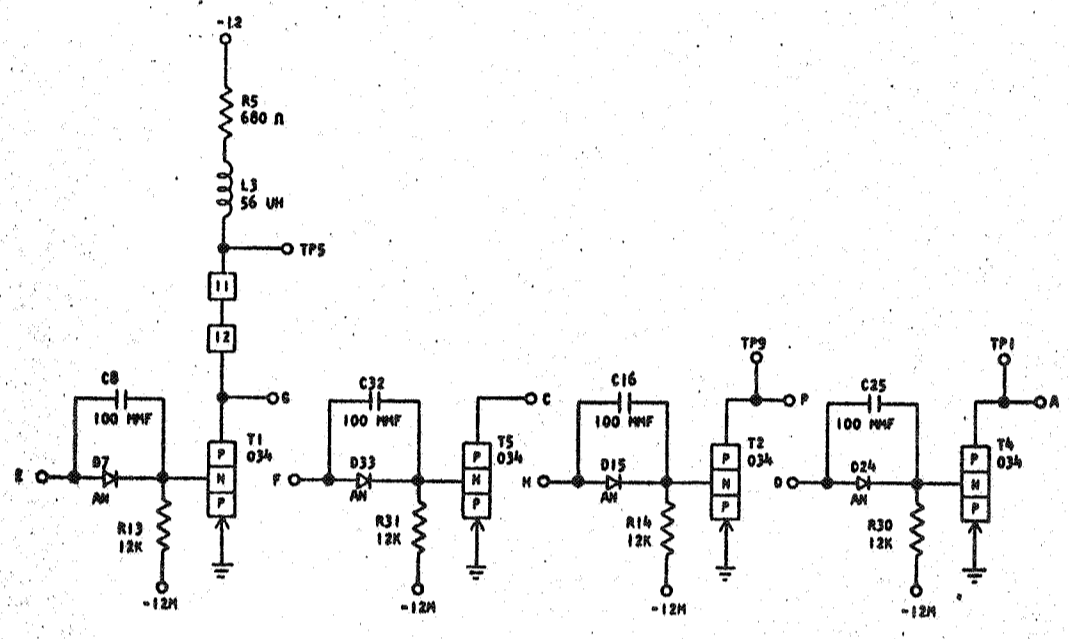 -12
R5
680 Ω
L3
56 UH
TP5
11
12
G
C8
100 MMF
D7
AN
R13
12K
-12M
P
N
P
T1
034
C32
100 MMF
F
D33
AN
R31
12K
-12M
C
P
N
P
T5
034
C16
100 MMF
H
D15
AN
R14
12K
-12M
TP9
P
P
N
P
T2
034
C25
100 MMF
D
D24
AN
R30
12K
-12M
TP1
A
P
N
P
T4
034